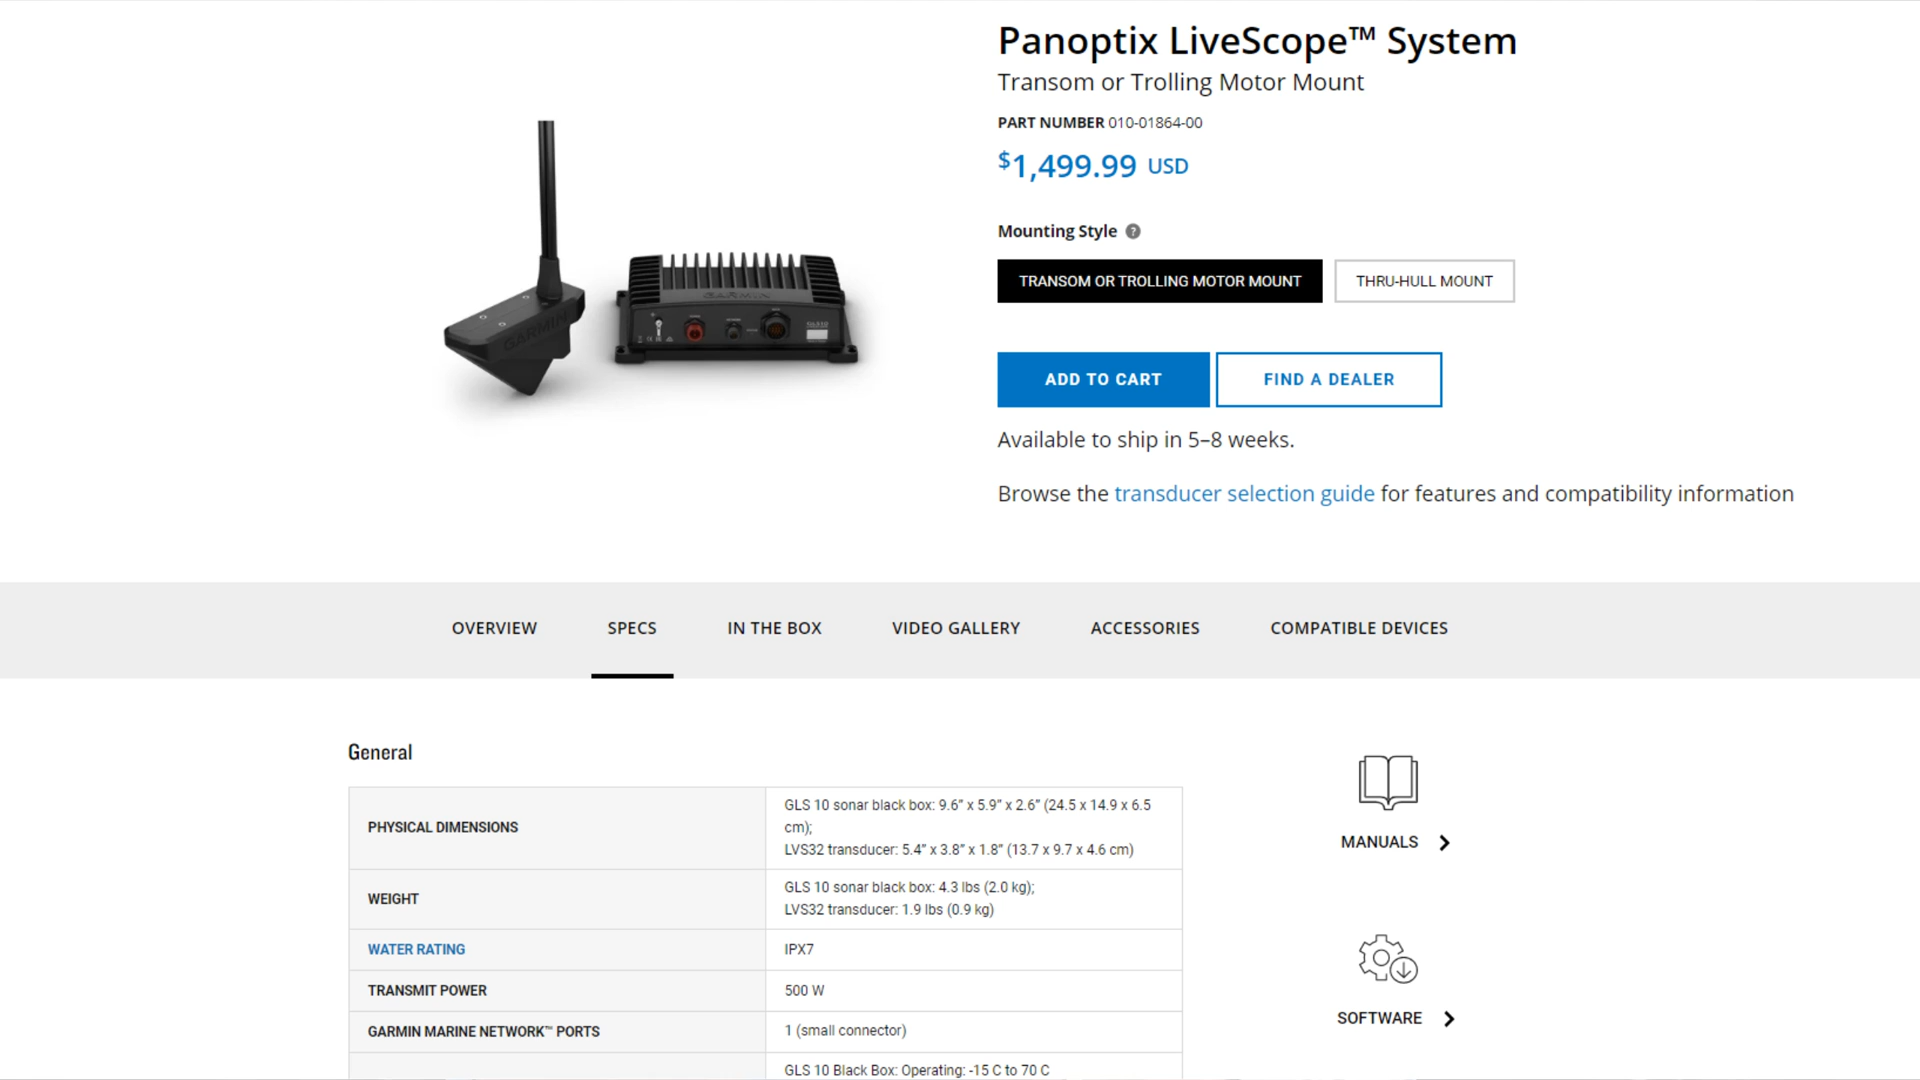 Panoptix LiveScope™ System
Transom or Trolling Motor Mount
PART NUMBER 010-01864-00
$1,499.99 USD
Mounting Style ?
TRANSOM OR TROLLING MOTOR MOUNT
THRU-HULL MOUNT
GARMIN
GARMIN
ADD TO CART
FIND A DEALER
Available to ship in 5–8 weeks.
Browse the transducer selection guide for features and compatibility information
OVERVIEW
SPECS
IN THE BOX
VIDEO GALLERY
ACCESSORIES
COMPATIBLE DEVICES
General
PHYSICAL DIMENSIONS
GLS 10 sonar black box: 9.6” x 5.9” x 2.6” (24.5 x 14.9 x 6.5
cm);
LVS32 transducer: 5.4” x 3.8” x 1.8” (13.7 x 9.7 x 4.6 cm)
WEIGHT
GLS 10 sonar black box: 4.3 lbs (2.0 kg);
LVS32 transducer: 1.9 lbs (0.9 kg)
WATER RATING
IPX7
TRANSMIT POWER
500 W
GARMIN MARINE NETWORK™ PORTS
1 (small connector)
GLS 10 Black Box: Operating: -15 C to 70 C
MANUALS
SOFTWARE